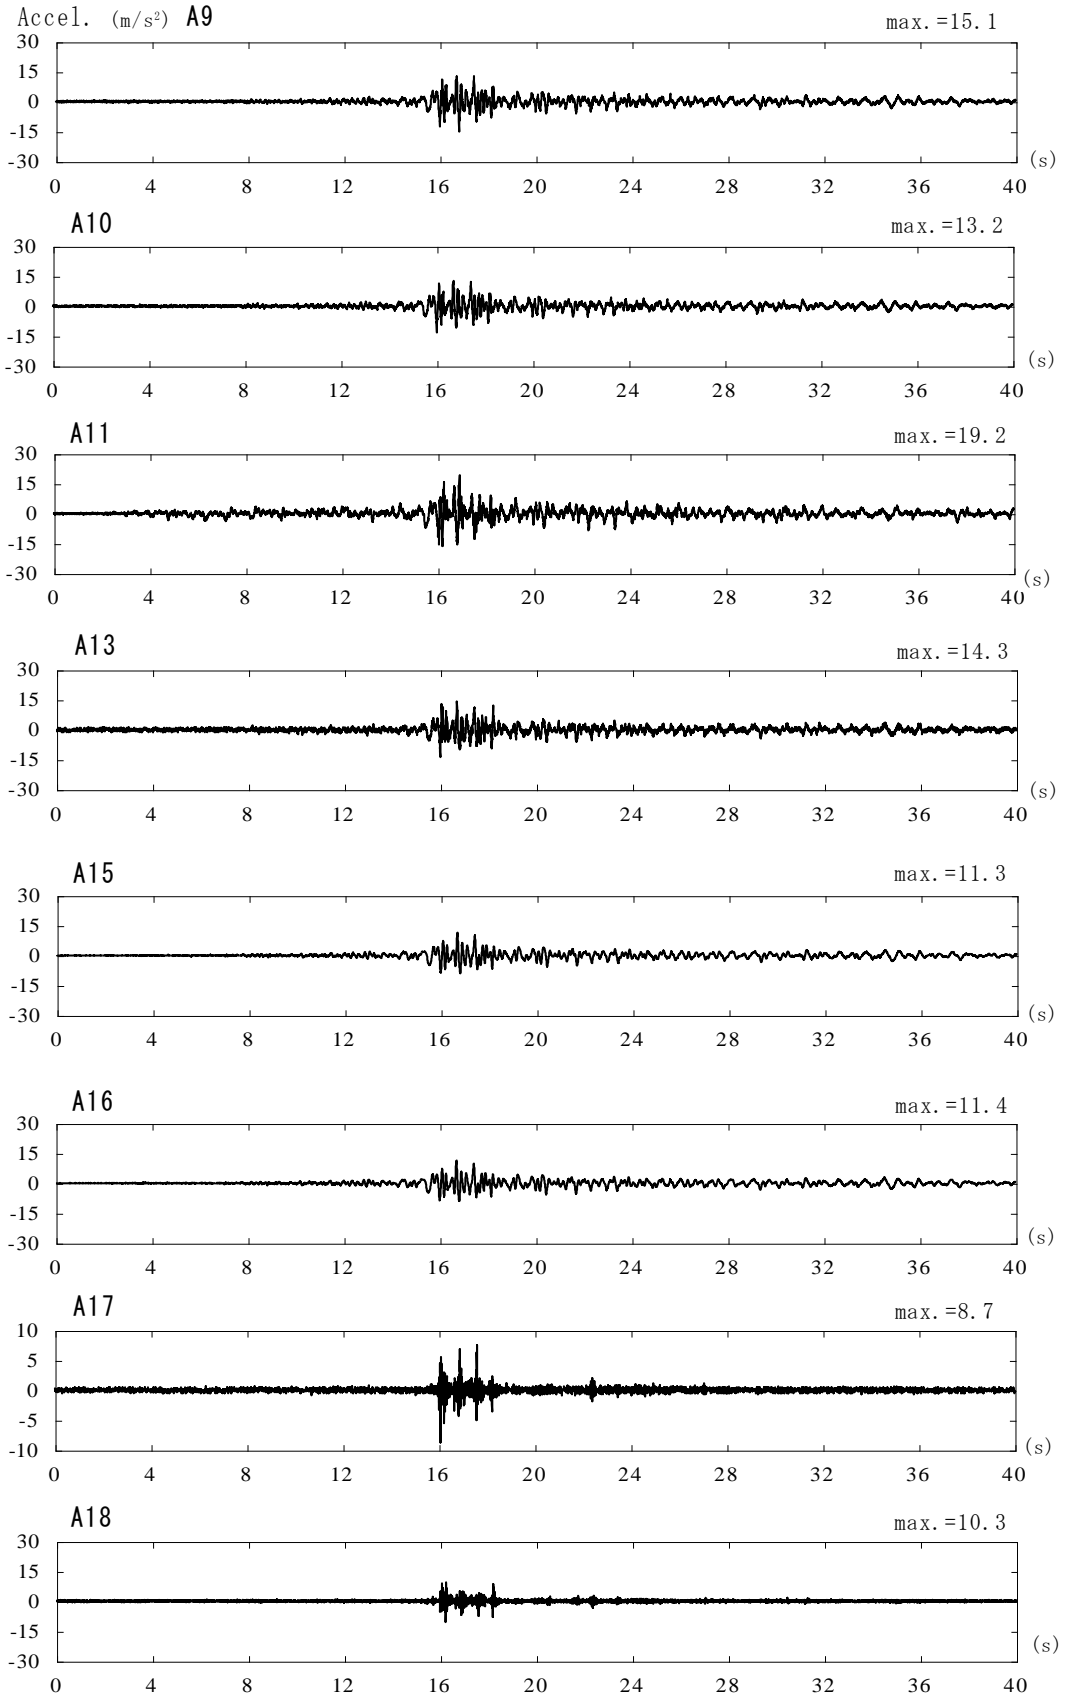 Accel. (m/s²) A9 max.=15.1
30
15
0
-15
-30
(s)
0 4 8 12 16 20 24 28 32 36 40
A10 max.=13.2
30
15
0
-15
-30
(s)
0 4 8 12 16 20 24 28 32 36 40
A11 max.=19.2
30
15
0
-15
-30
(s)
0 4 8 12 16 20 24 28 32 36 40
A13 max.=14.3
30
15
0
-15
-30
(s)
0 4 8 12 16 20 24 28 32 36 40
A15 max.=11.3
30
15
0
-15
-30
(s)
0 4 8 12 16 20 24 28 32 36 40
A16 max.=11.4
30
15
0
-15
-30
(s)
0 4 8 12 16 20 24 28 32 36 40
A17 max.=8.7
10
5
0
-5
-10
(s)
0 4 8 12 16 20 24 28 32 36 40
A18 max.=10.3
30
15
0
-15
-30
(s)
0 4 8 12 16 20 24 28 32 36 40